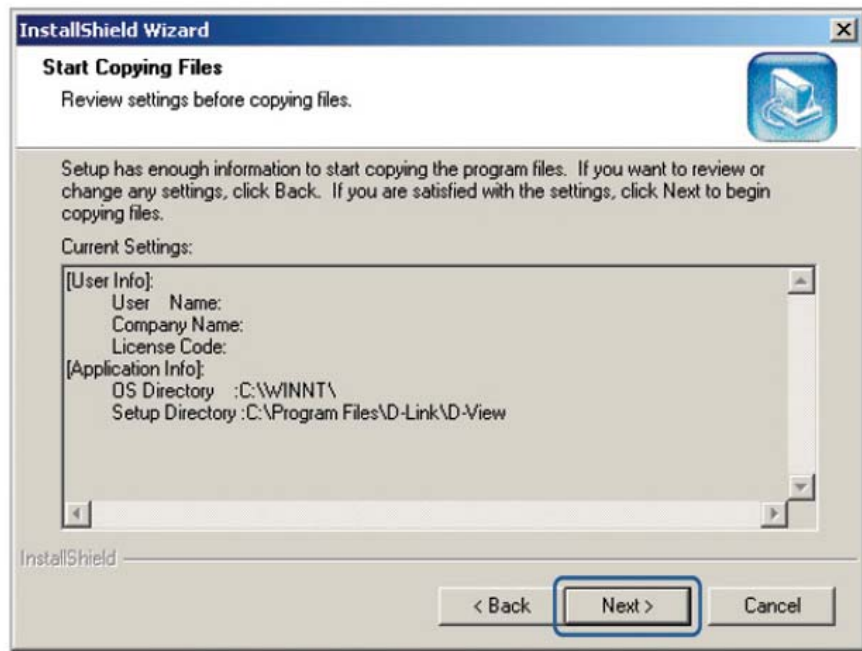 InstallShield Wizard
Start Copying Files
Review settings before copying files.
Setup has enough information to start copying the program files. If you want to review or
change any settings, click Back. If you are satisfied with the settings, click Next to begin
copying files.
Current Settings:
[User Info]:
User Name:
Company Name:
License Code:
[Application Info]:
OS Directory :C:\WINNT\
Setup Directory :C:\Program Files\D-Link\D-View
InstallShield
< Back Next > Cancel